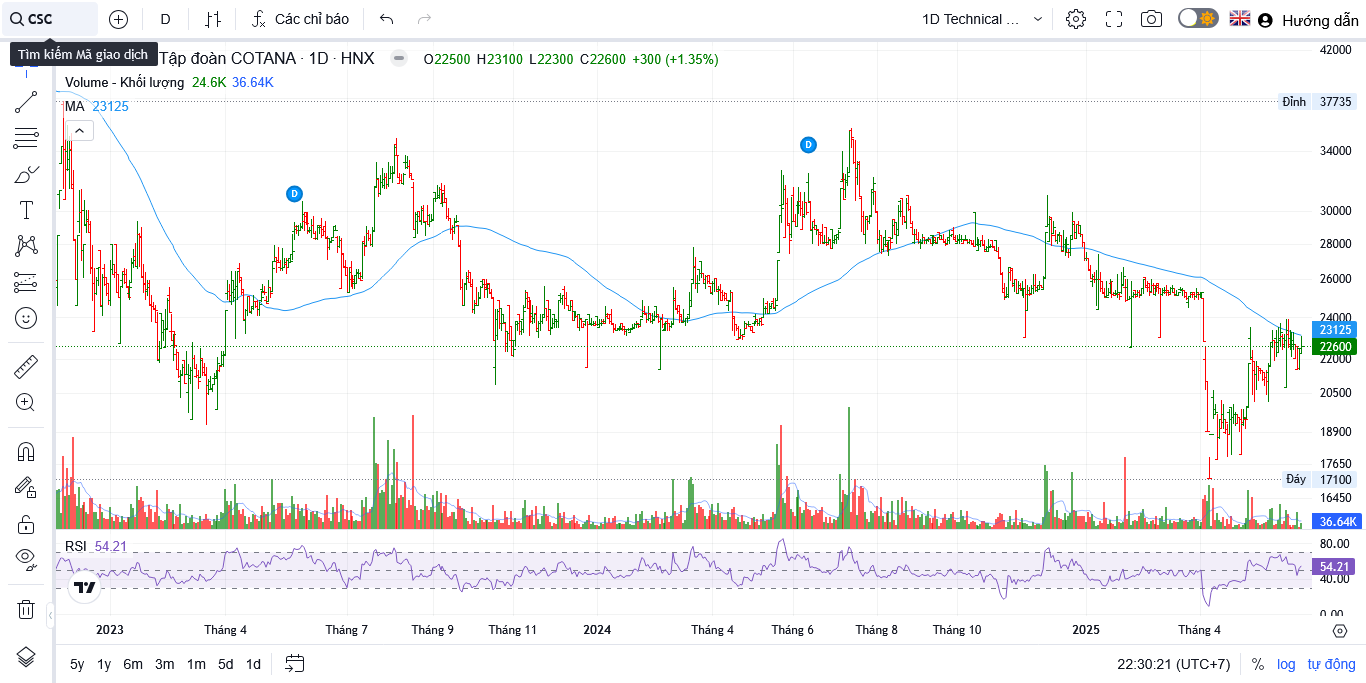 CSC
D
Các chỉ báo
1D Technical ...
Hướng dẫn
Tìm kiếm Mã giao dịch
Tập đoàn COTANA · 1D · HNX
O22500 H23100 L22300 C22600 +300 (+1.35%)
Volume - Khối lượng 24.6K 36.64K
MA 23125
D
D
42000
Đỉnh 37735
34000
30000
28000
26000
24000
23125
22600
22000
20500
18900
17650
Đáy 17100
16450
36.64K
RSI 54.21
80.00
54.21
40.00
0.00
2023 Tháng 4 Tháng 7 Tháng 9 Tháng 11 2024 Tháng 4 Tháng 6 Tháng 8 Tháng 10 2025 Tháng 4
5y 1y 6m 3m 1m 5d 1d
22:30:21 (UTC+7) % log tự động